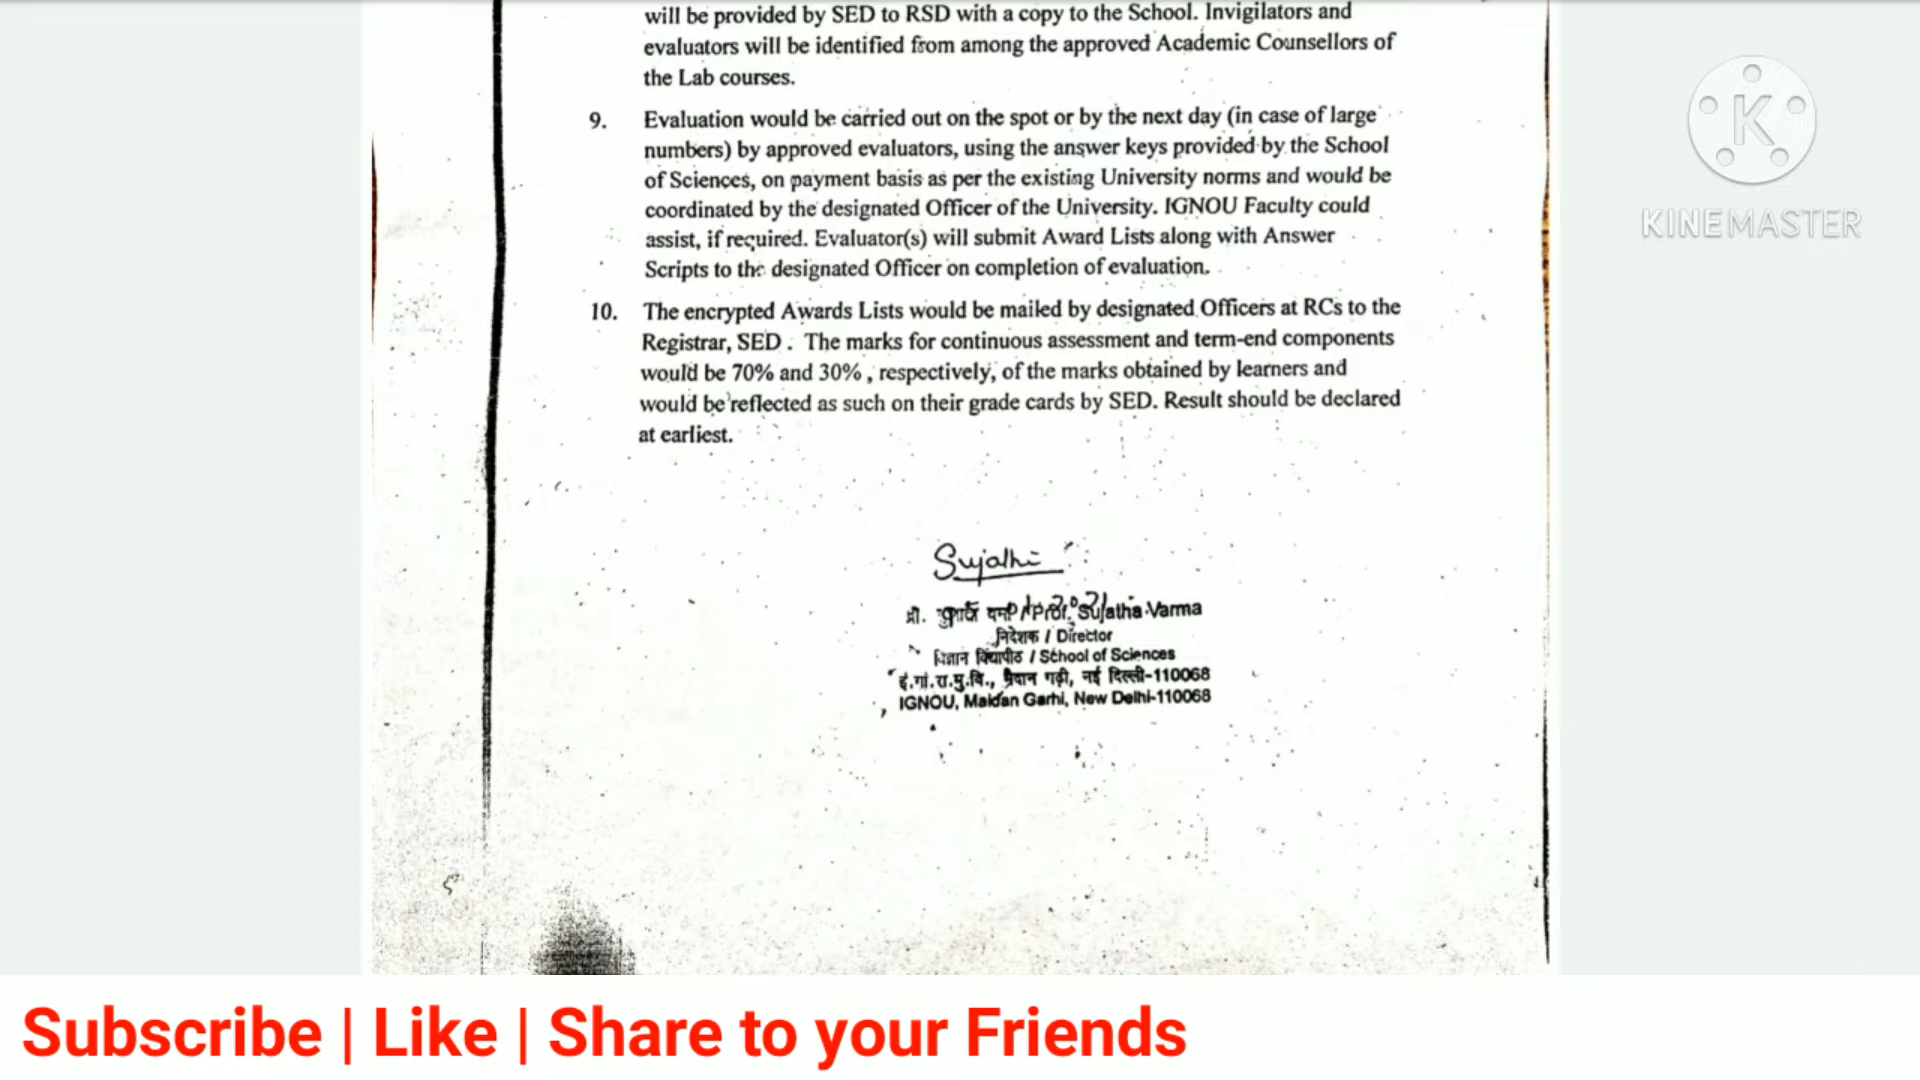 will be provided by SED to RSD with a copy to the School. Invigilators and
evaluators will be identified from among the approved Academic Counsellors of
the Lab courses.
9. Evaluation would be carried out on the spot or by the next day (in case of large
numbers) by approved evaluators, using the answer keys provided by the School
of Sciences, on payment basis as per the existing University norms and would be
coordinated by the designated Officer of the University. IGNOU Faculty could
assist, if required. Evaluator(s) will submit Award Lists along with Answer
Scripts to the designated Officer on completion of evaluation.
10. The encrypted Awards Lists would be mailed by designated Officers at RCs to the
Registrar, SED. The marks for continuous assessment and term-end components
would be 70% and 30%, respectively, of the marks obtained by learners and
would be reflected as such on their grade cards by SED. Result should be declared
at earliest.
Sujatha
/ Prof. Sujatha Varma
निदेशक / Director
विज्ञान विद्यापीठ / School of Sciences
इं.गां.रा.मु.वि., मैदान गढ़ी, नई दिल्ली-110068
IGNOU, Maidan Garhi, New Delhi-110068
K
KINEMASTER
Subscribe | Like | Share to your Friends